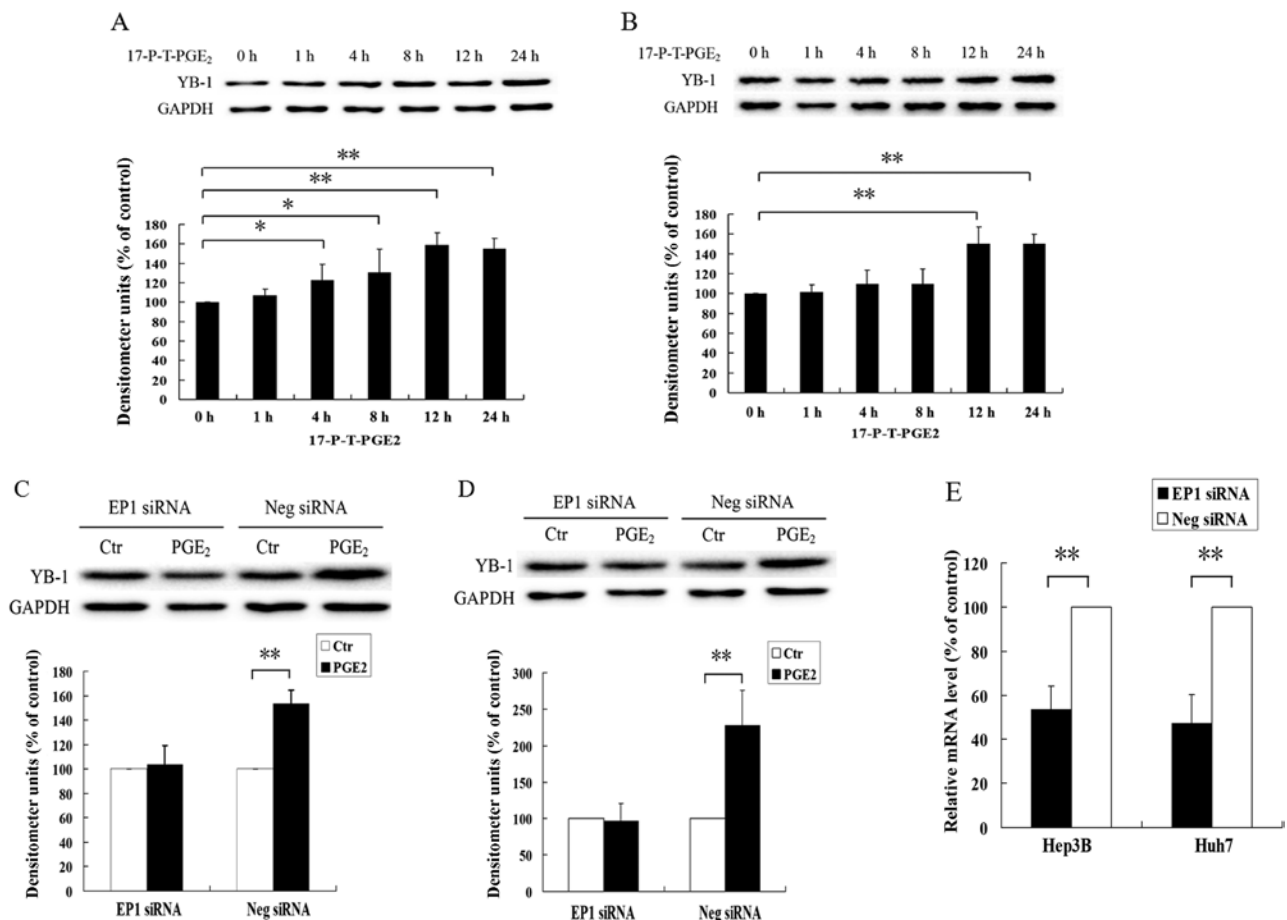 A
17-P-T-PGE₂ 0 h 1 h 4 h 8 h 12 h 24 h
YB-1
GAPDH
**
**
*
*
Densitometer units (% of control)
180
160
140
120
100
80
60
40
20
0
0 h 1 h 4 h 8 h 12 h 24 h
17-P-T-PGE2
B
17-P-T-PGE₂ 0 h 1 h 4 h 8 h 12 h 24 h
YB-1
GAPDH
**
**
Densitometer units (% of control)
180
160
140
120
100
80
60
40
20
0
0 h 1 h 4 h 8 h 12 h 24 h
17-P-T-PGE2
C
EP1 siRNA Neg siRNA
Ctr PGE₂ Ctr PGE₂
YB-1
GAPDH
Ctr
PGE2
**
Densitometer units (% of control)
180
160
140
120
100
80
60
40
20
0
EP1 siRNA Neg siRNA
D
EP1 siRNA Neg siRNA
Ctr PGE₂ Ctr PGE₂
YB-1
GAPDH
Ctr
PGE2
**
Densitometer units (% of control)
300
250
200
150
100
50
0
EP1 siRNA Neg siRNA
E
EP1 siRNA
Neg siRNA
** **
Relative mRNA level (% of control)
120
100
80
60
40
20
0
Hep3B Huh7